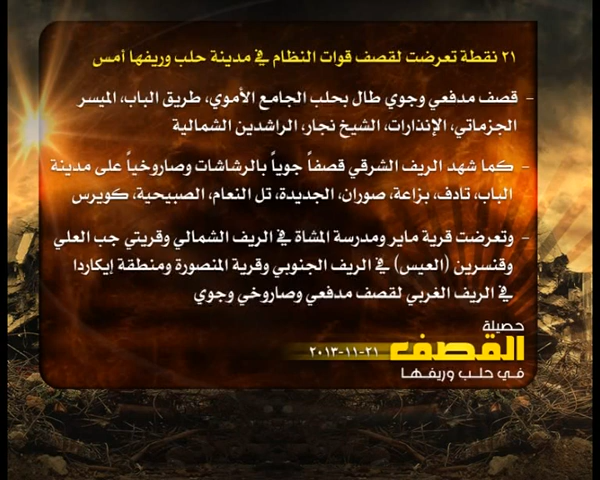 ٢١ نقطة تعرضت لقصف قوات النظام في مدينة حلب وريفها أمس
- قصف مدفعي وجوي طال بحلب الجامع الأموي، طريق الباب، الميسر
الجزماتي، الإنذارات، الشيخ نجار، الراشدين الشمالية
- كما شهد الريف الشرقي قصفاً جوياً بالرشاشات وصاروخياً على مدينة
الباب، تادف، بزاعة، صوران، الجديدة، تل النعام، الصبيحية، كويرس
- وتعرضت قرية ماير ومدرسة المشاة في الريف الشمالي وقريتي جب العلي
وقنسرين (العيس) في الريف الجنوبي وقرية المنصورة ومنطقة إيكاردا
في الريف الغربي لقصف مدفعي وصاروخي وجوي
حصيلة
القصف ٢١-١١-٢٠١٣
في حلب وريفها